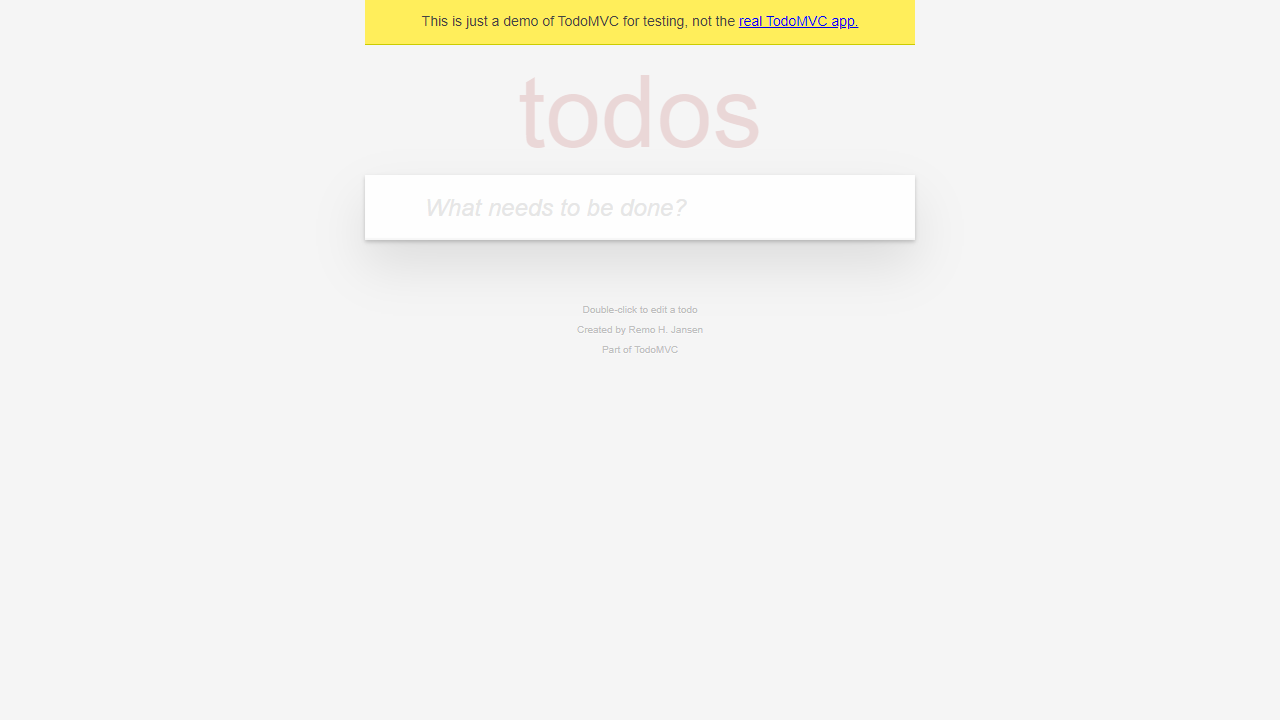 This is just a demo of TodoMVC for testing, not the real TodoMVC app.
todos
What needs to be done?
Double-click to edit a todo
Created by Remo H. Jansen
Part of TodoMVC